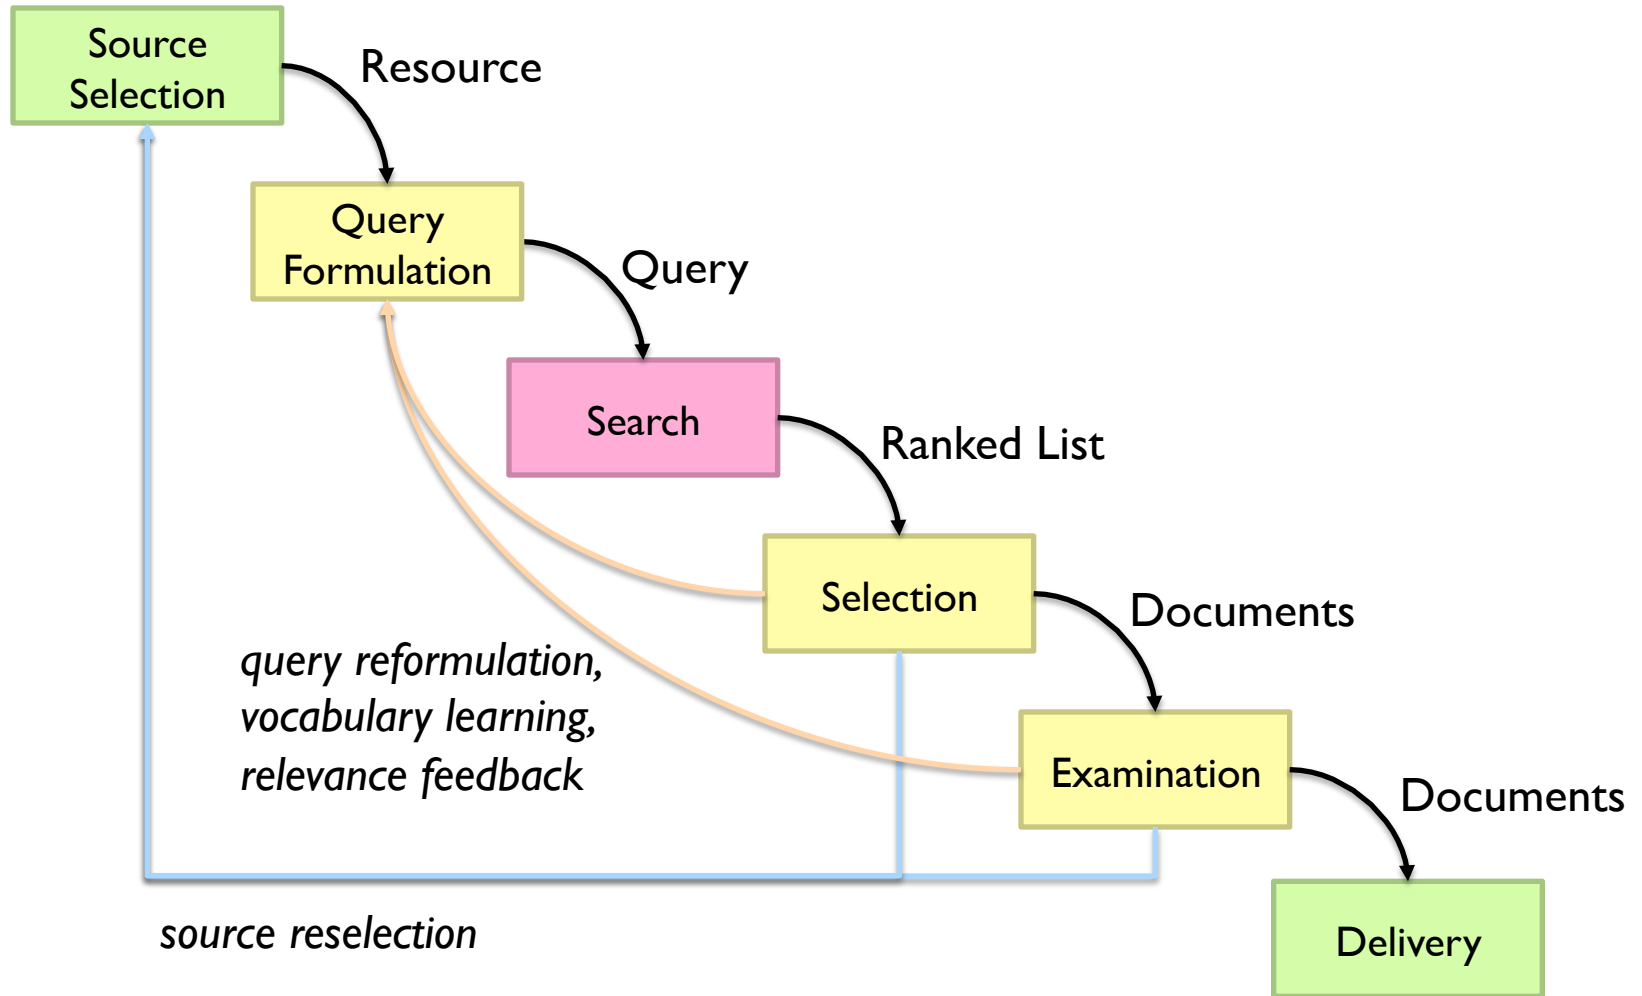 Source
Selection
Resource
Query
Formulation
Query
Search
Ranked List
Selection
Documents
query reformulation,
vocabulary learning,
relevance feedback
Examination
Documents
source reselection
Delivery